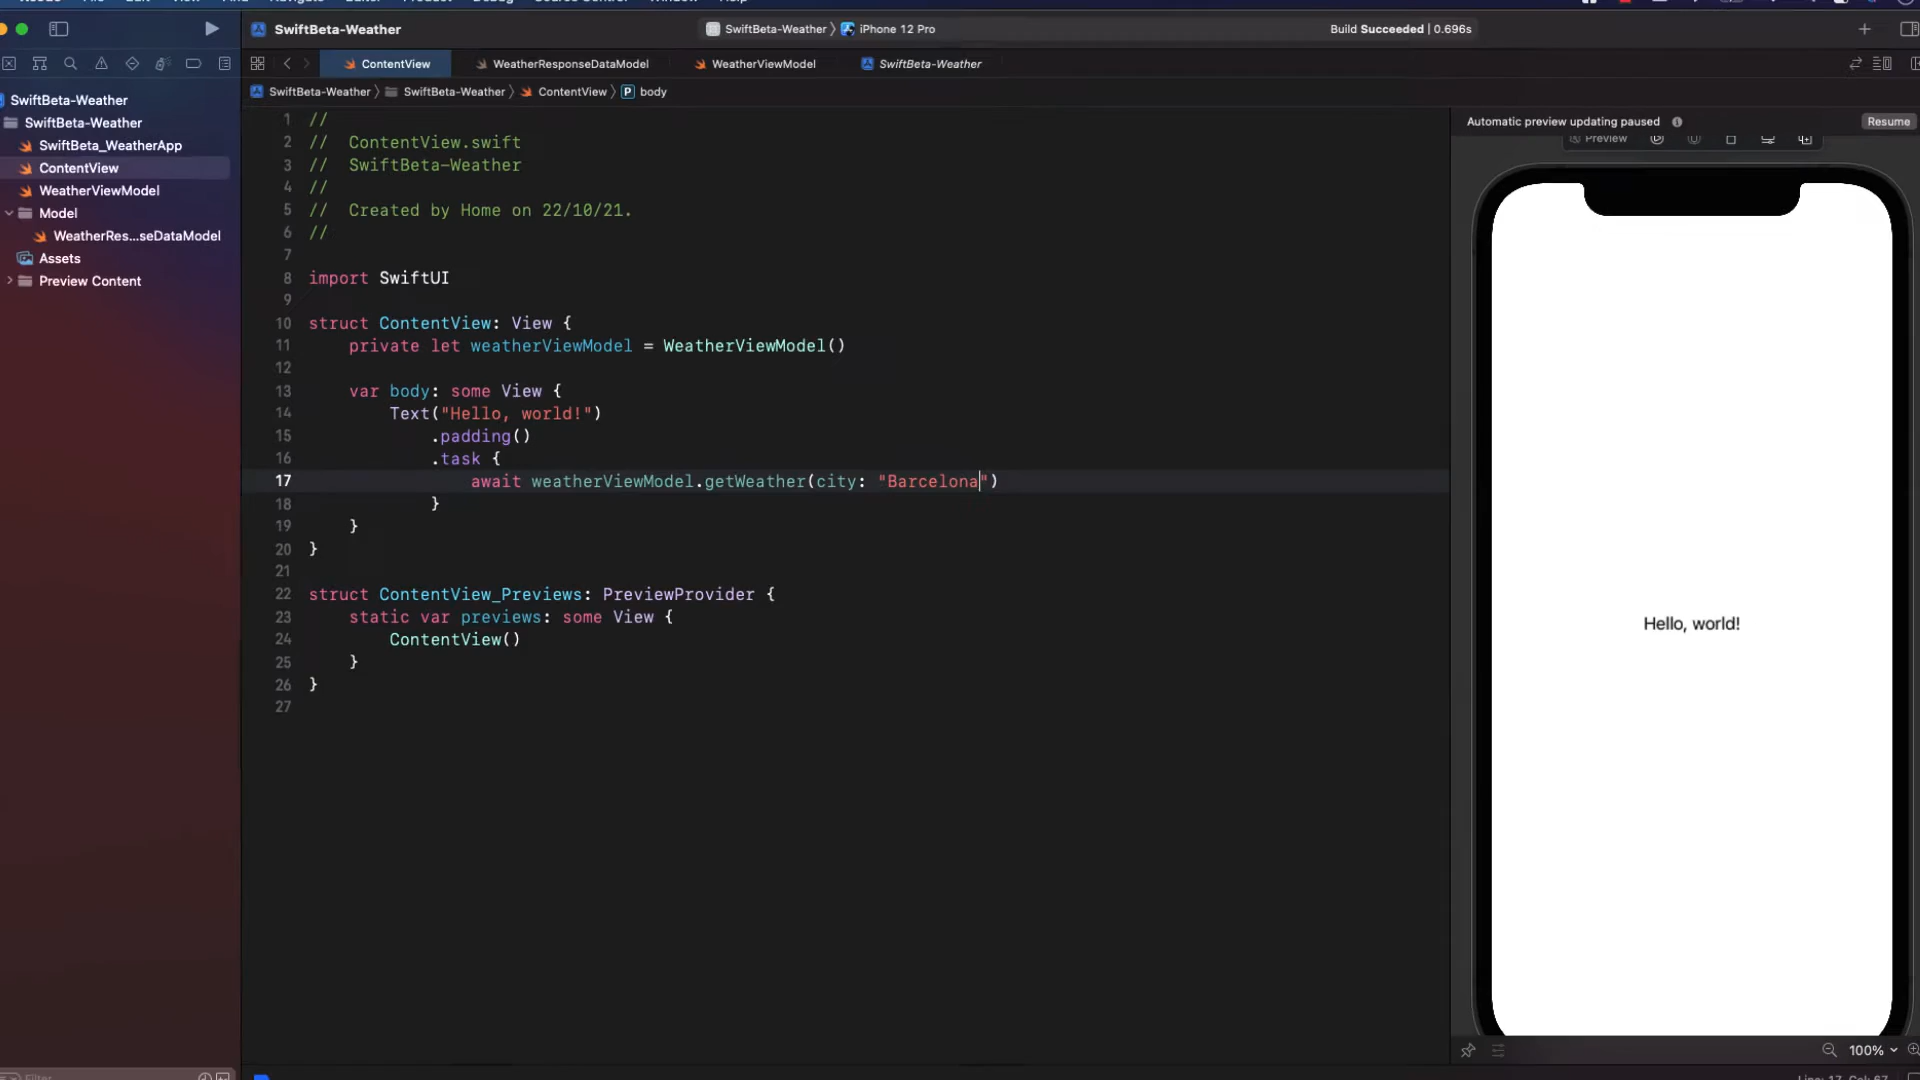 SwiftBeta-Weather
SwiftBeta-Weather
iPhone 12 Pro
Build Succeeded | 0.696s
ContentView
WeatherResponseDataModel
WeatherViewModel
SwiftBeta-Weather
SwiftBeta-Weather
SwiftBeta-Weather
ContentView
P body
SwiftBeta-Weather
SwiftBeta-Weather
SwiftBeta_WeatherApp
ContentView
WeatherViewModel
Model
WeatherRes...seDataModel
Assets
Preview Content
1 //
2 // ContentView.swift
3 // SwiftBeta-Weather
4 //
5 // Created by Home on 22/10/21.
6 //
7
8 import SwiftUI
9
10 struct ContentView: View {
11 private let weatherViewModel = WeatherViewModel()
12
13 var body: some View {
14 Text("Hello, world!")
15 .padding()
16 .task {
17 await weatherViewModel.getWeather(city: "Barcelona")
18 }
19 }
20 }
21
22 struct ContentView_Previews: PreviewProvider {
23 static var previews: some View {
24 ContentView()
25 }
26 }
27
Automatic preview updating paused
Resume
Preview
Hello, world!
100%